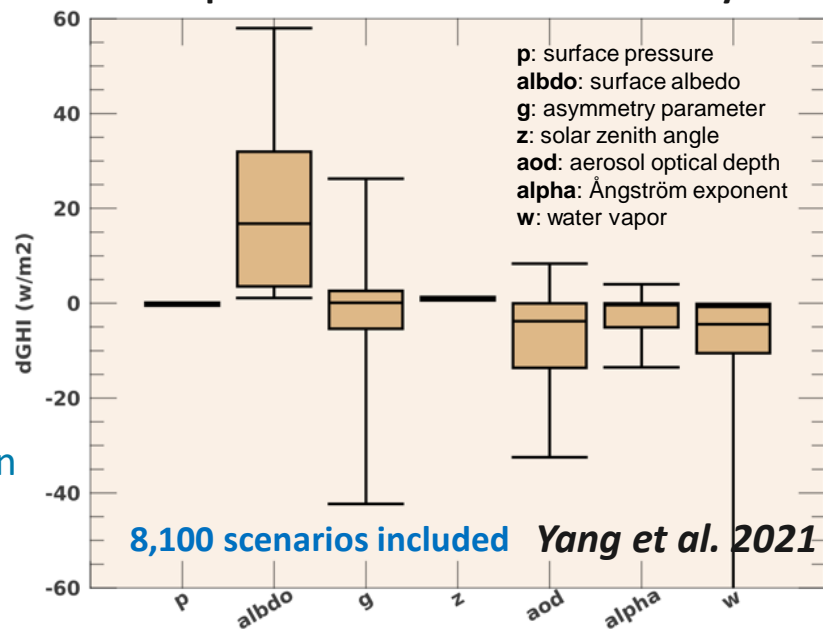 60
40
20
0
-20
-40
-60
dGHI (w/m2)
p: surface pressure
albdo: surface albedo
g: asymmetry parameter
z: solar zenith angle
aod: aerosol optical depth
alpha: Ångström exponent
w: water vapor
n
8,100 scenarios included Yang et al. 2021
p albdo g z aod alpha w